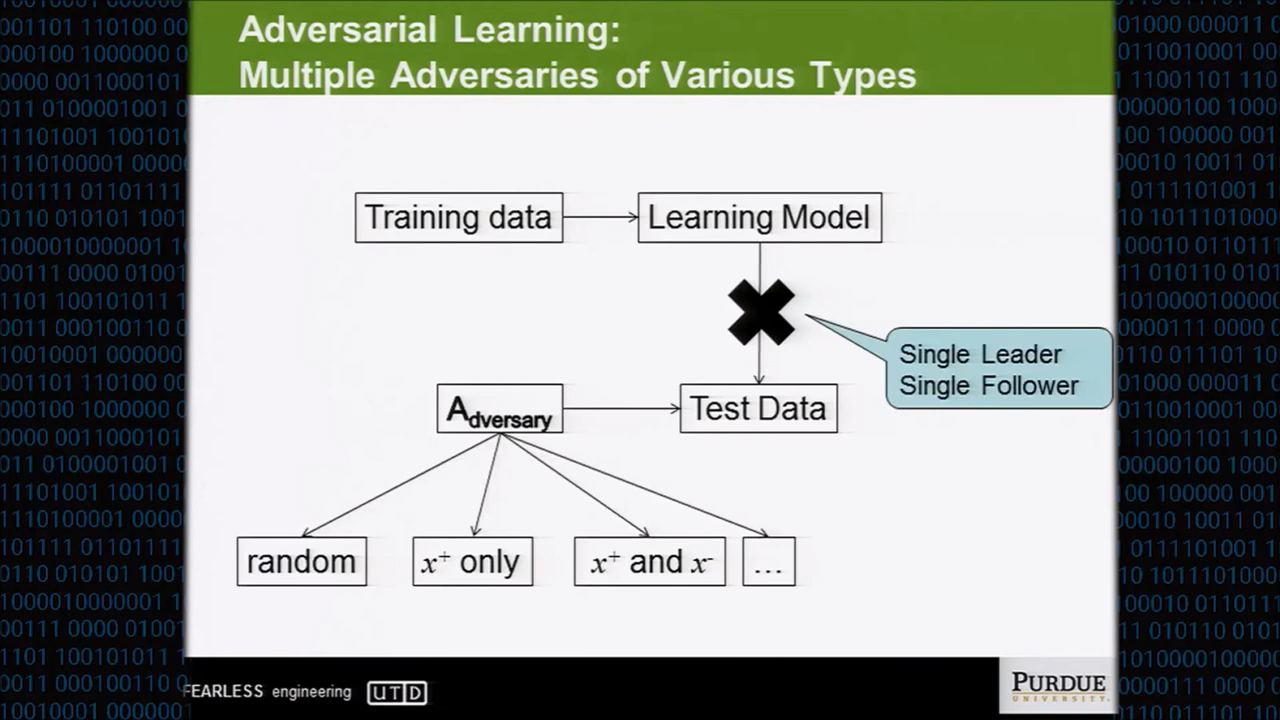 Adversarial Learning:
Multiple Adversaries of Various Types
Training data
Learning Model
Single Leader
Single Follower
Adversary
Test Data
random
x⁺ only
x⁺ and x⁻
...
FEARLESS engineering
UTD
PURDUE
UNIVERSITY